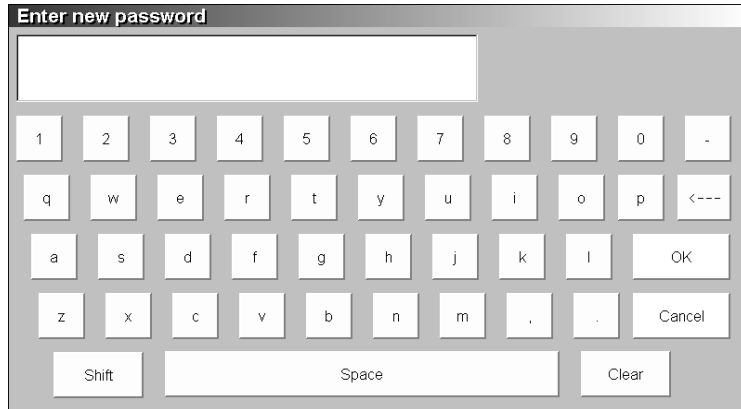 Enter new password
1 2 3 4 5 6 7 8 9 0 -
q w e r t y u i o p <---
a s d f g h j k l OK
z x c v b n m , . Cancel
Shift Space Clear